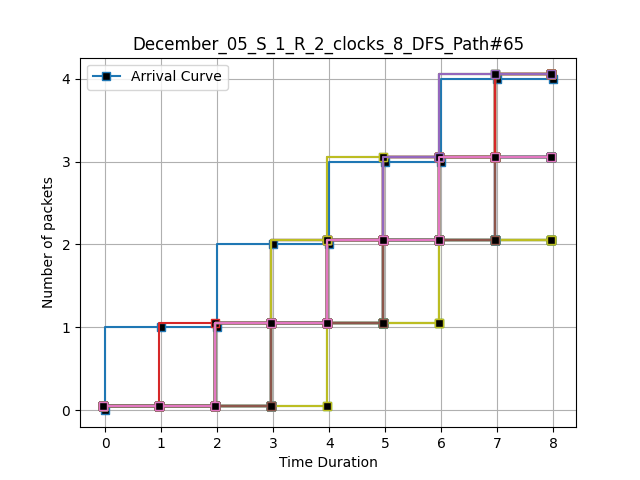 December_05_S_1_R_2_clocks_8_DFS_Path#65
Arrival Curve
Number of packets
4
3
2
1
0
0 1 2 3 4 5 6 7 8
Time Duration